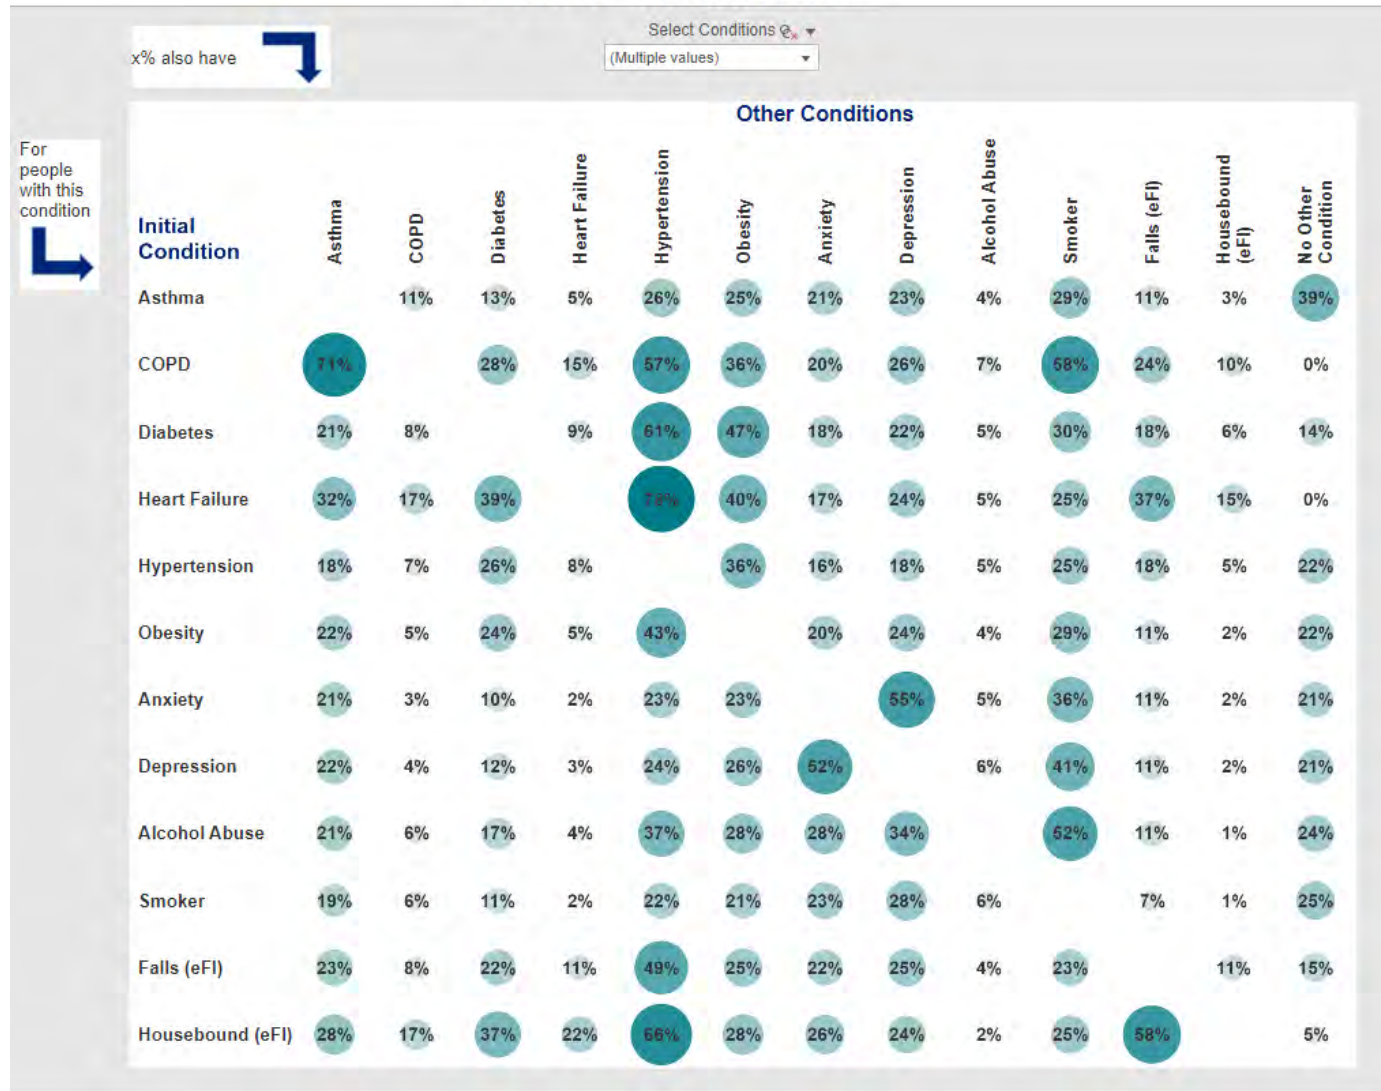 Select Conditions
x% also have
(Multiple values)
Other Conditions
For
people
with this
condition
Initial
Condition
Asthma
COPD
Diabetes
Heart Failure
Hypertension
Obesity
Anxiety
Depression
Alcohol Abuse
Smoker
Falls (eFI)
Housebound
(eFI)
No Other
Condition
Asthma 11% 13% 5% 26% 25% 21% 23% 4% 29% 11% 3% 39%
COPD 71% 28% 15% 57% 36% 20% 26% 7% 58% 24% 10% 0%
Diabetes 21% 8% 9% 61% 47% 18% 22% 5% 30% 18% 6% 14%
Heart Failure 32% 17% 39% 40% 17% 24% 5% 25% 37% 15% 0%
Hypertension 18% 7% 26% 8% 36% 16% 18% 5% 25% 18% 5% 22%
Obesity 22% 5% 24% 5% 43% 20% 24% 4% 29% 11% 2% 22%
Anxiety 21% 3% 10% 2% 23% 23% 55% 5% 36% 11% 2% 21%
Depression 22% 4% 12% 3% 24% 26% 52% 6% 41% 11% 2% 21%
Alcohol Abuse 21% 6% 17% 4% 37% 28% 28% 34% 52% 11% 1% 24%
Smoker 19% 6% 11% 2% 22% 21% 23% 28% 6% 7% 1% 25%
Falls (eFI) 23% 8% 22% 11% 49% 25% 22% 25% 4% 23% 11% 15%
Housebound (eFI) 28% 17% 37% 22% 66% 28% 26% 24% 2% 25% 58% 5%